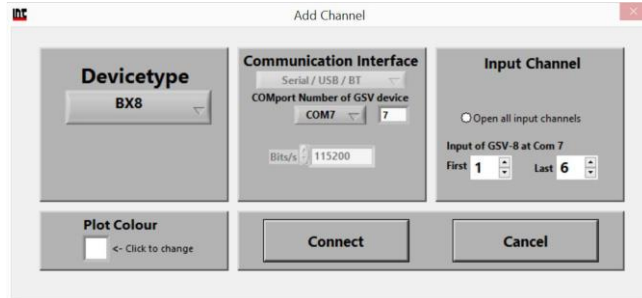 Add Channel
Devicetype
BX8
Communication Interface
Serial / USB / BT
COMport Number of GSV device
COM7
7
Bits/s
115200
Input Channel
Open all input channels
Input of GSV-8 at Com 7
First 1 Last 6
Plot Colour
<- Click to change
Connect
Cancel